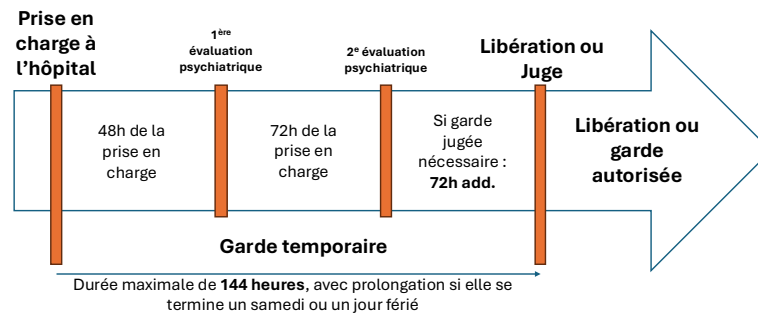 Prise en
charge à
l'hôpital
1ère
évaluation
psychiatrique
2e évaluation
psychiatrique
Libération ou
Juge
48h de la
prise en
charge
72h de la
prise en
charge
Si garde
jugée
nécessaire :
72h add.
Libération ou
garde
autorisée
Garde temporaire
Durée maximale de 144 heures, avec prolongation si elle se
termine un samedi ou un jour férié